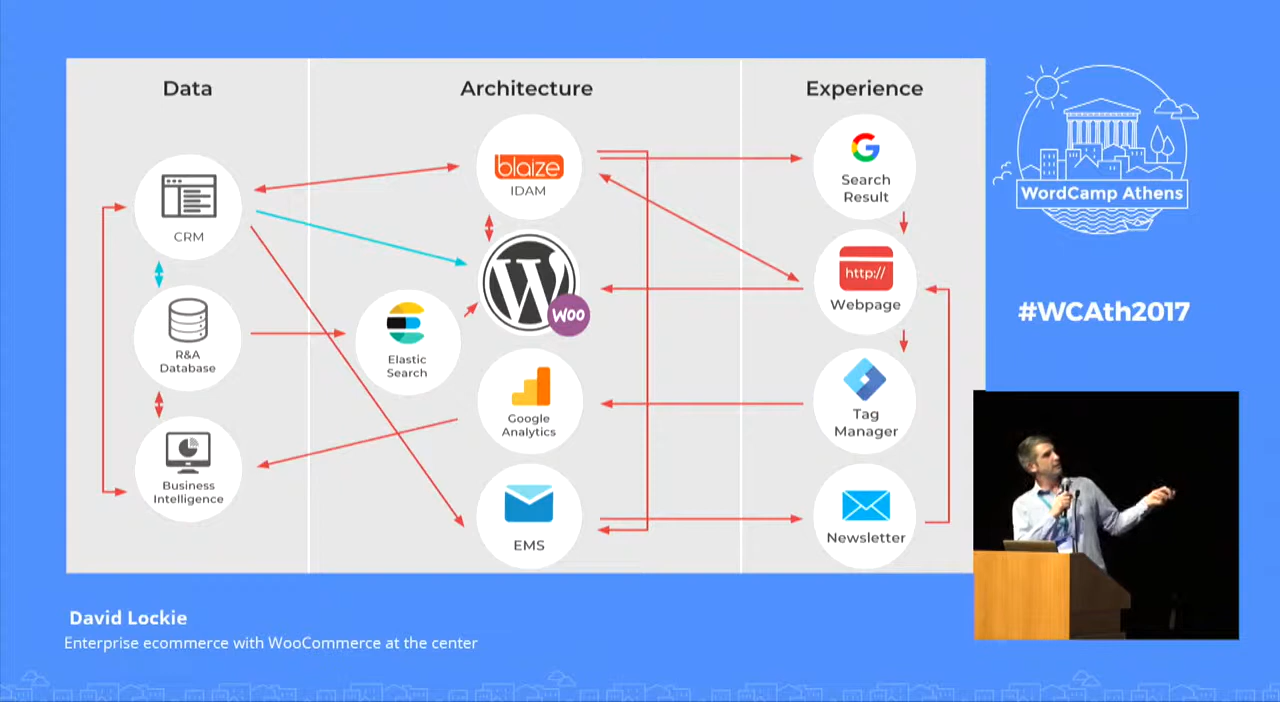 Data
Architecture
Experience
CRM
R&A
Database
Business
Intelligence
blaize
IDAM
Woo
Elastic
Search
Google
Analytics
EMS
Search
Result
http://
Webpage
Tag
Manager
Newsletter
WordCamp Athens
#WCAth2017
David Lockie
Enterprise ecommerce with WooCommerce at the center